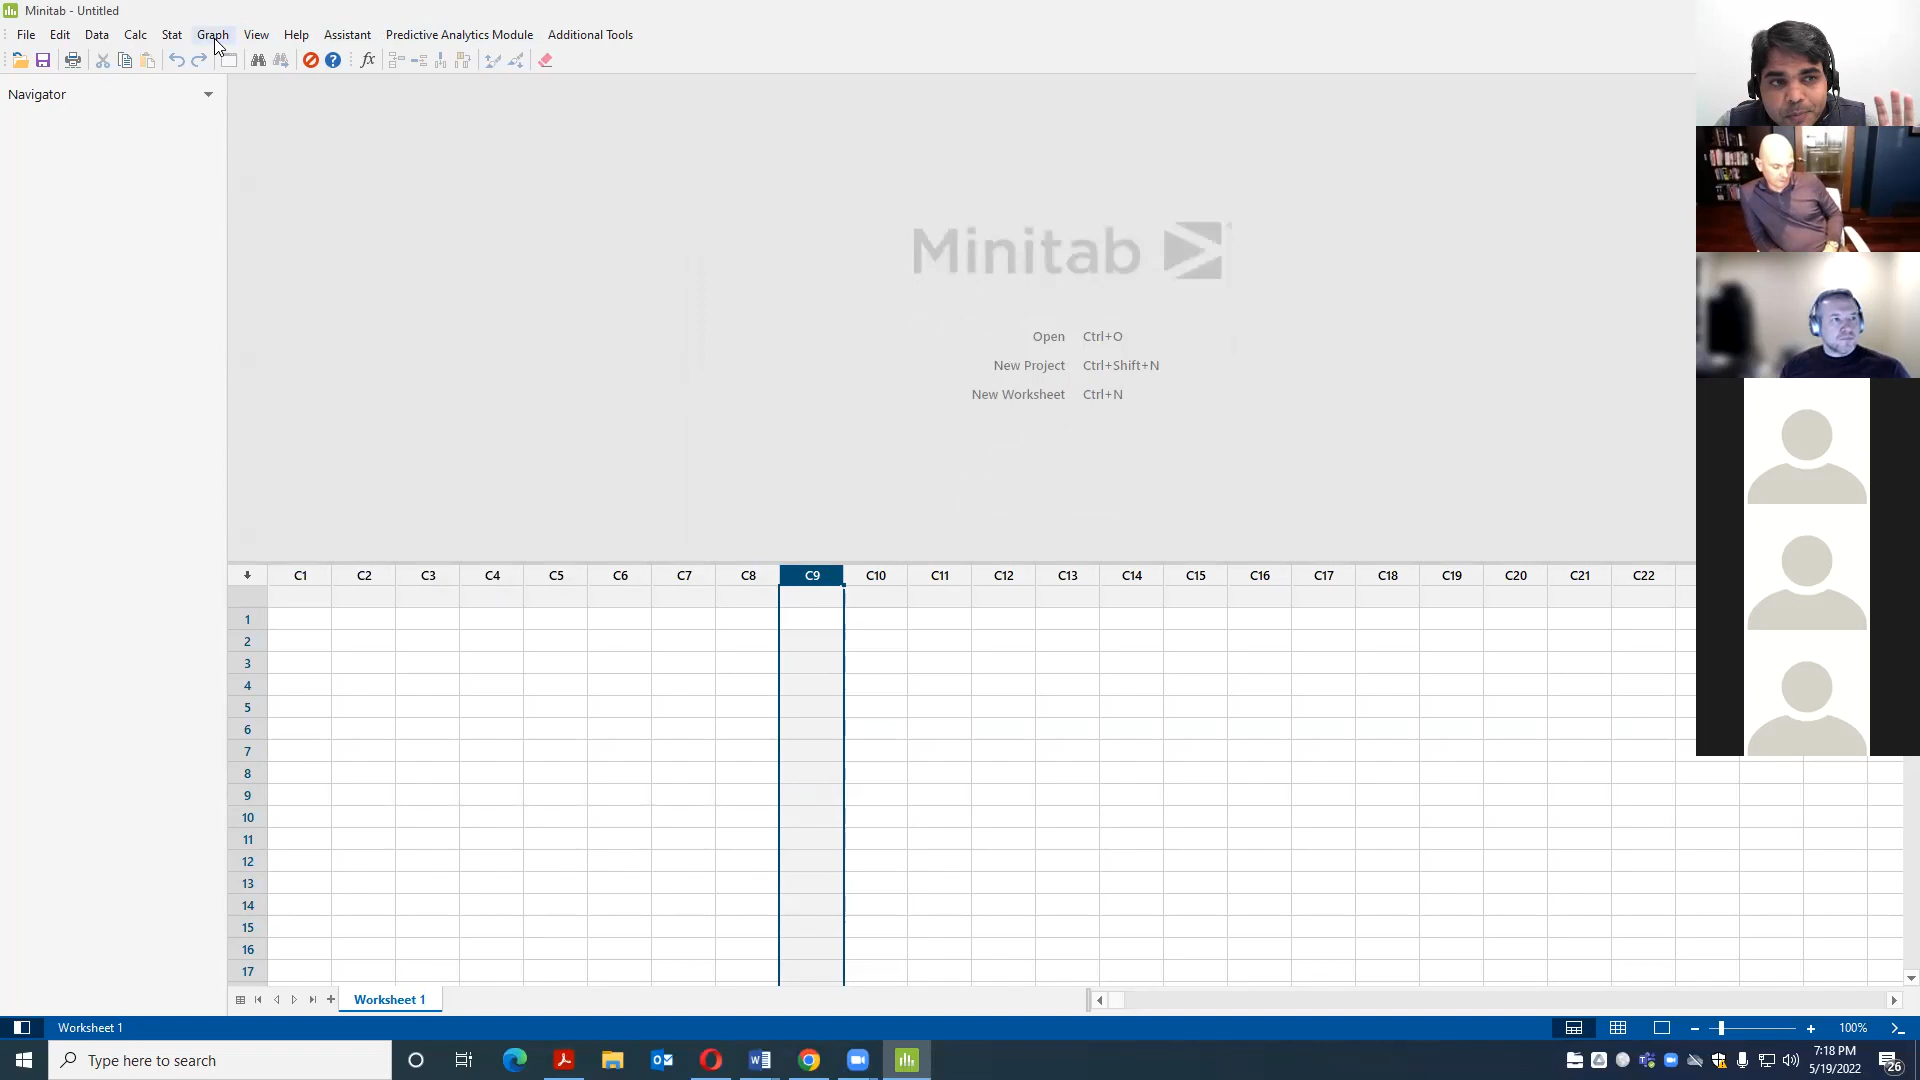 Minitab - Untitled
File Edit Data Calc Stat Graph View Help Assistant Predictive Analytics Module Additional Tools
fx
Navigator
Minitab
Open Ctrl+O
New Project Ctrl+Shift+N
New Worksheet Ctrl+N
C1 C2 C3 C4 C5 C6 C7 C8 C9 C10 C11 C12 C13 C14 C15 C16 C17 C18 C19 C20 C21 C22
1
2
3
4
5
6
7
8
9
10
11
12
13
14
15
16
17
Worksheet 1
Worksheet 1
100%
Type here to search
7:18 PM
5/19/2022
26